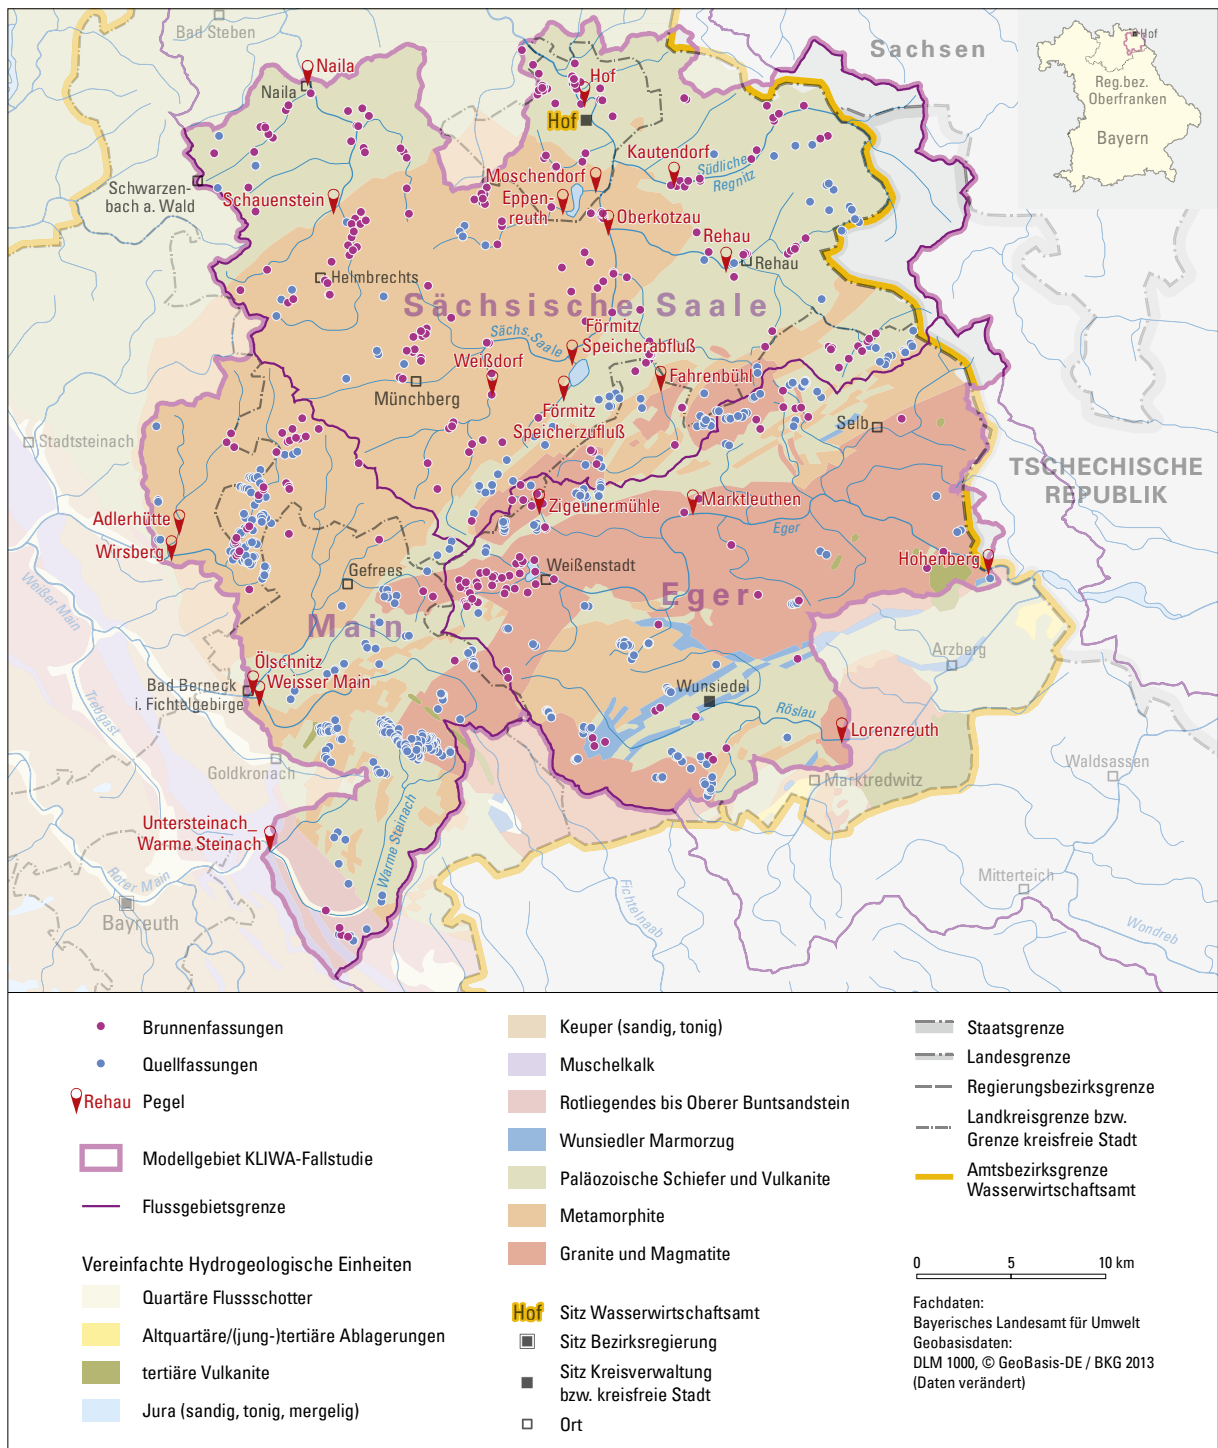 Bad Steben
Sachsen
Hof
Reg.bez.
Oberfranken
Bayern
Naila
Naila
Hof
Hof
Kautendorf
Südliche
Regnitz
Moschendorf
Eppen-
reuth
Schwarzen-
bach a. Wald
Schauenstein
Oberkotzau
Rehau
Rehau
Helmbrechts
Sächsische Saale
Sächs. Saale
Förmitz
Speicherabfluß
Weißdorf
Fahrenbühl
Münchberg
Förmitz
Speicherzufluß
Selb
Stadtsteinach
TSCHECHISCHE
REPUBLIK
Zigeunermühle
Marktleuthen
Adlerhütte
Wirsberg
Eger
Hohenberg
Weißenstadt
Gefrees
Weißer Main
Eger
Main
Arzberg
Ölschnitz
Weisser Main
Bad Berneck
i. Fichtelgebirge
Wunsiedel
Trebgast
Röslau
Lorenzreuth
Goldkronach
Marktredwitz
Waldsassen
Untersteinach_
Warme Steinach
Warme Steinach
Roter Main
Bayreuth
Fichtelnaab
Mitterteich
Wondreb
Brunnenfassungen
Quellfassungen
Rehau Pegel
Modellgebiet KLIWA-Fallstudie
Flussgebietsgrenze
Vereinfachte Hydrogeologische Einheiten
Quartäre Flussschotter
Altquartäre/(jung-)tertiäre Ablagerungen
tertiäre Vulkanite
Jura (sandig, tonig, mergelig)
Keuper (sandig, tonig)
Muschelkalk
Rotliegendes bis Oberer Buntsandstein
Wunsiedler Marmorzug
Paläozoische Schiefer und Vulkanite
Metamorphite
Granite und Magmatite
Hof Sitz Wasserwirtschaftsamt
Sitz Bezirksregierung
Sitz Kreisverwaltung
bzw. kreisfreie Stadt
Ort
Staatsgrenze
Landesgrenze
Regierungsbezirksgrenze
Landkreisgrenze bzw.
Grenze kreisfreie Stadt
Amtsbezirksgrenze
Wasserwirtschaftsamt
0 5 10 km
Fachdaten:
Bayerisches Landesamt für Umwelt
Geobasisdaten:
DLM 1000, © GeoBasis-DE / BKG 2013
(Daten verändert)